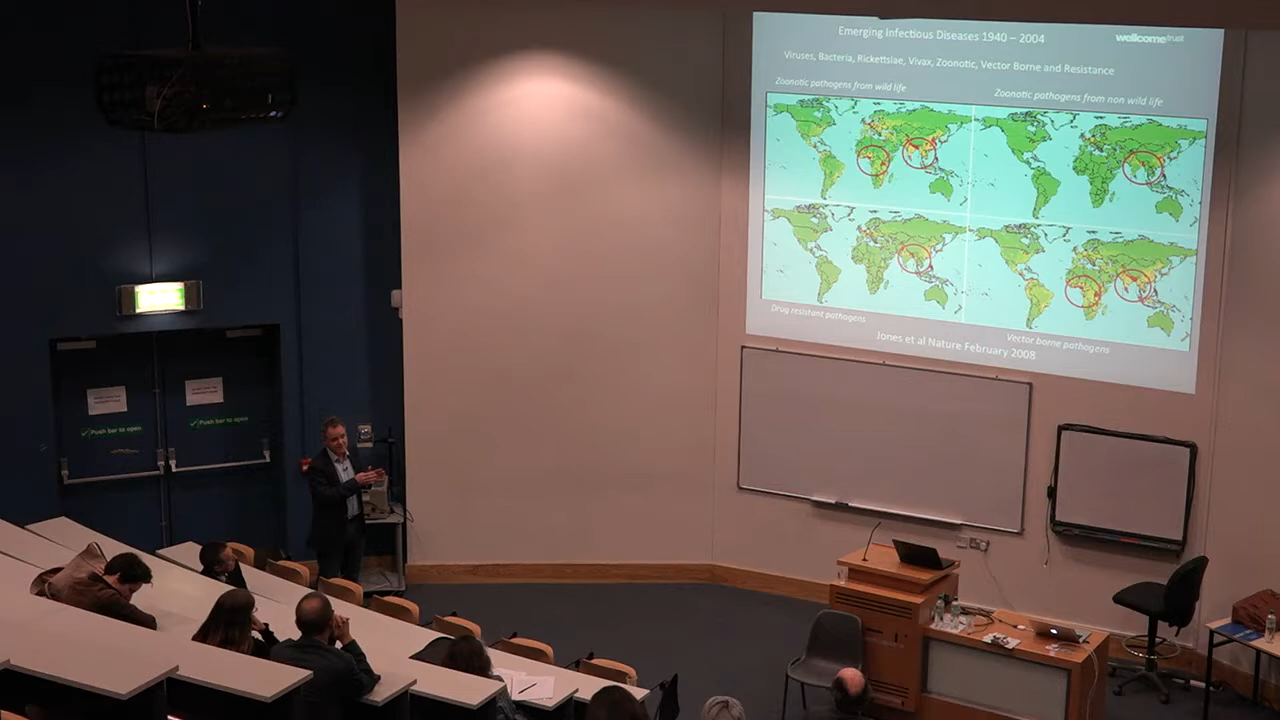 Emerging Infectious Diseases 1940 – 2004
wellcometrust
Viruses, Bacteria, Rickettsiae, Vivax, Zoonotic, Vector Borne and Resistance
Zoonotic pathogens from wild life
Zoonotic pathogens from non wild life
Drug resistant pathogens
Vector borne pathogens
Jones et al Nature February 2008
Push bar to open
Push bar to open